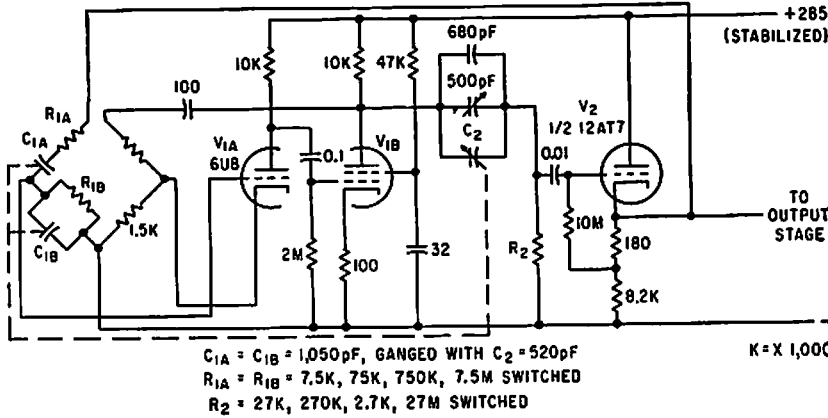 +285
(STABILIZED)
680pF
10K
10K
47K
500pF
100
R1A
C1A
V1A
6U8
V1B
C2
V2
1/2 12AT7
0.1
0.01
R1B
C1B
1.5K
2M
100
32
R2
10M
180
8.2K
TO
OUTPUT
STAGE
C1A = C1B = 1,050pF, GANGED WITH C2 = 520pF
R1A = R1B = 7.5K, 75K, 750K, 7.5M SWITCHED
R2 = 27K, 270K, 2.7K, 27M SWITCHED
K = X 1,000